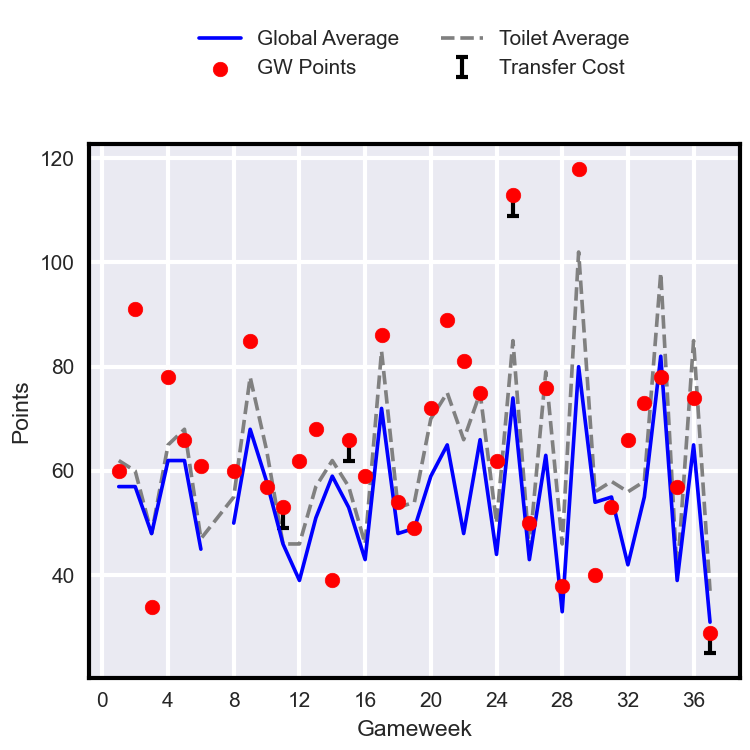 Global Average
Toilet Average
GW Points
Transfer Cost
120
100
80
60
40
Points
0 4 8 12 16 20 24 28 32 36
Gameweek